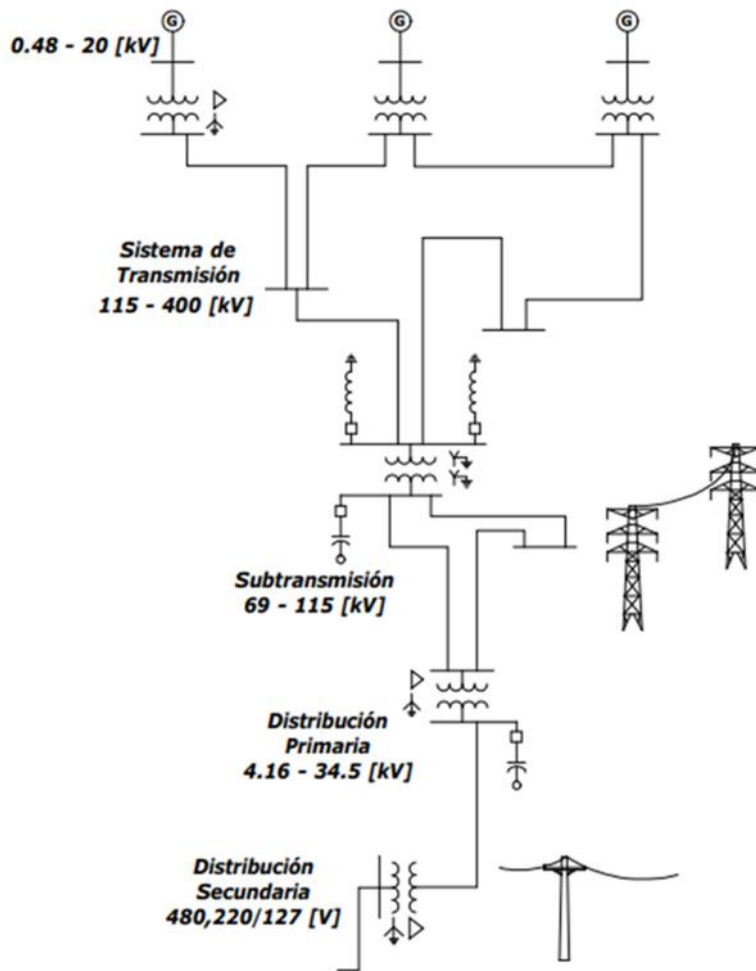 G
G
G
0.48 - 20 [kV]
Sistema de
Transmisión
115 - 400 [kV]
Subtransmisión
69 - 115 [kV]
Distribución
Primaria
4.16 - 34.5 [kV]
Distribución
Secundaria
480,220/127 [V]